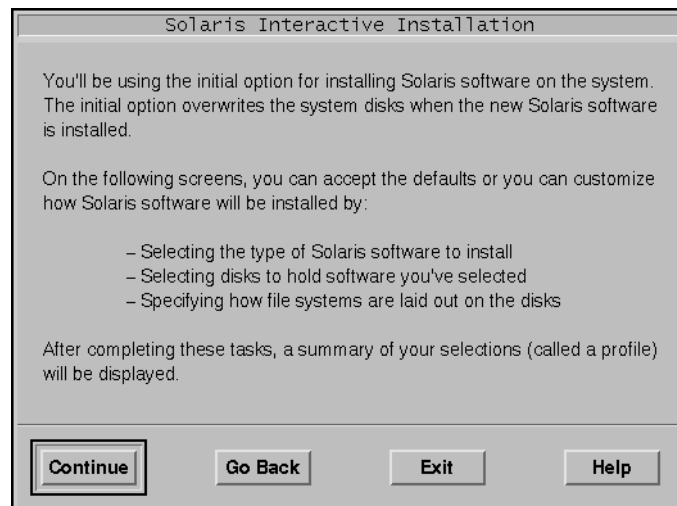 Solaris Interactive Installation
You'll be using the initial option for installing Solaris software on the system.
The initial option overwrites the system disks when the new Solaris software
is installed.
On the following screens, you can accept the defaults or you can customize
how Solaris software will be installed by:
– Selecting the type of Solaris software to install
– Selecting disks to hold software you've selected
– Specifying how file systems are laid out on the disks
After completing these tasks, a summary of your selections (called a profile)
will be displayed.
Continue Go Back Exit Help